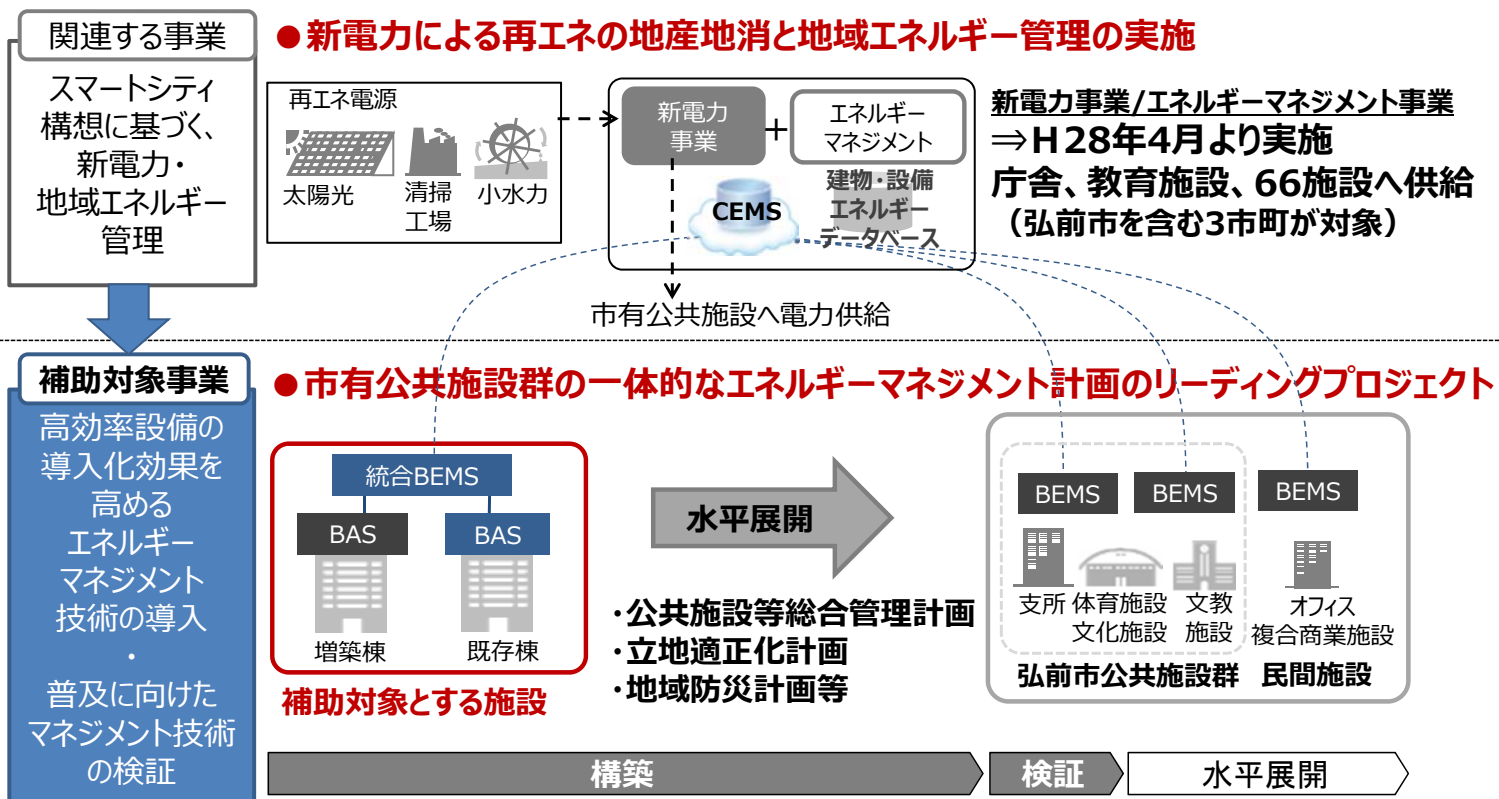 関連する事業
スマートシティ
構想に基づく、
新電力・
地域エネルギー
管理
●新電力による再エネの地産地消と地域エネルギー管理の実施
再エネ電源
太陽光
清掃
工場
小水力
新電力
事業
+
エネルギー
マネジメント
CEMS
建物・設備
エネルギー
データベース
市有公共施設へ電力供給
新電力事業/エネルギーマネジメント事業
⇒H28年4月より実施
庁舎、教育施設、66施設へ供給
（弘前市を含む3市町が対象）
補助対象事業
高効率設備の
導入化効果を
高める
エネルギー
マネジメント
技術の導入
・
普及に向けた
マネジメント技術
の検証
●市有公共施設群の一体的なエネルギーマネジメント計画のリーディングプロジェクト
統合BEMS
BAS
BAS
増築棟
既存棟
補助対象とする施設
水平展開
・公共施設等総合管理計画
・立地適正化計画
・地域防災計画等
BEMS
BEMS
BEMS
支所
体育施設
文化施設
文教
施設
オフィス
複合商業施設
弘前市公共施設群
民間施設
構築
検証
水平展開